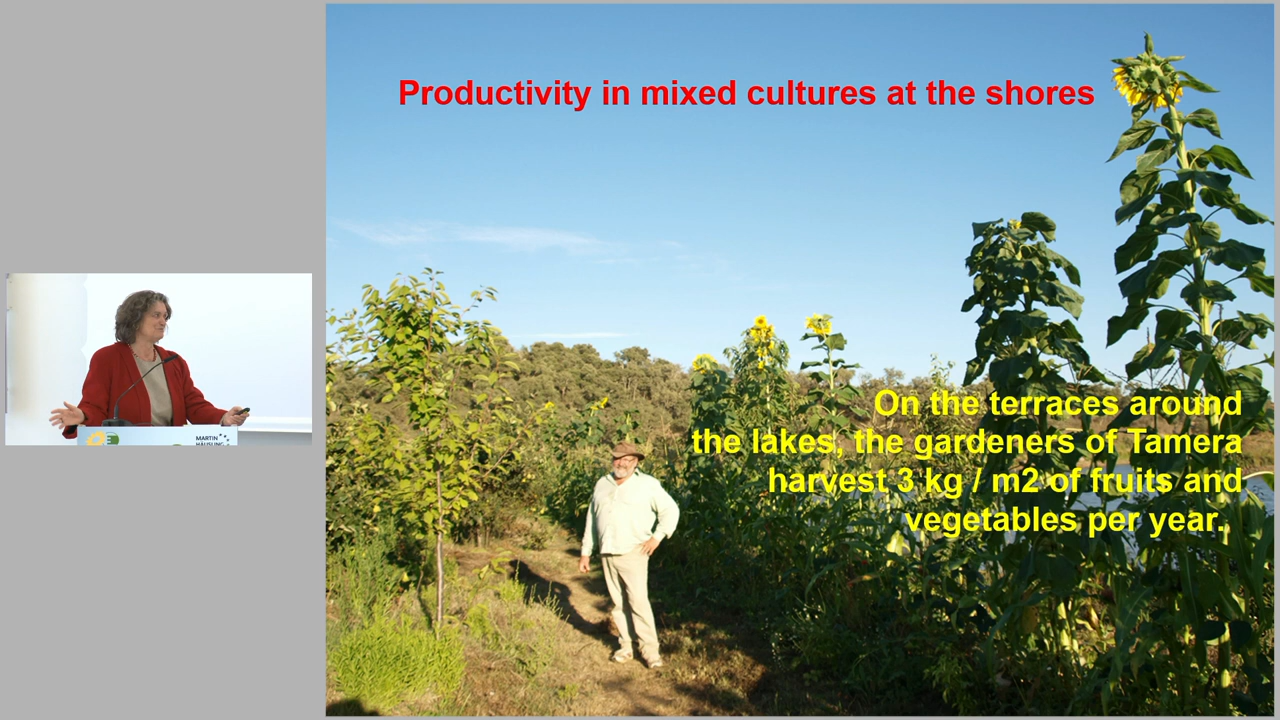 Productivity in mixed cultures at the shores
On the terraces around
the lakes, the gardeners of Tamera
harvest 3 kg / m2 of fruits and
vegetables per year.
MARTIN
HÄUSLING